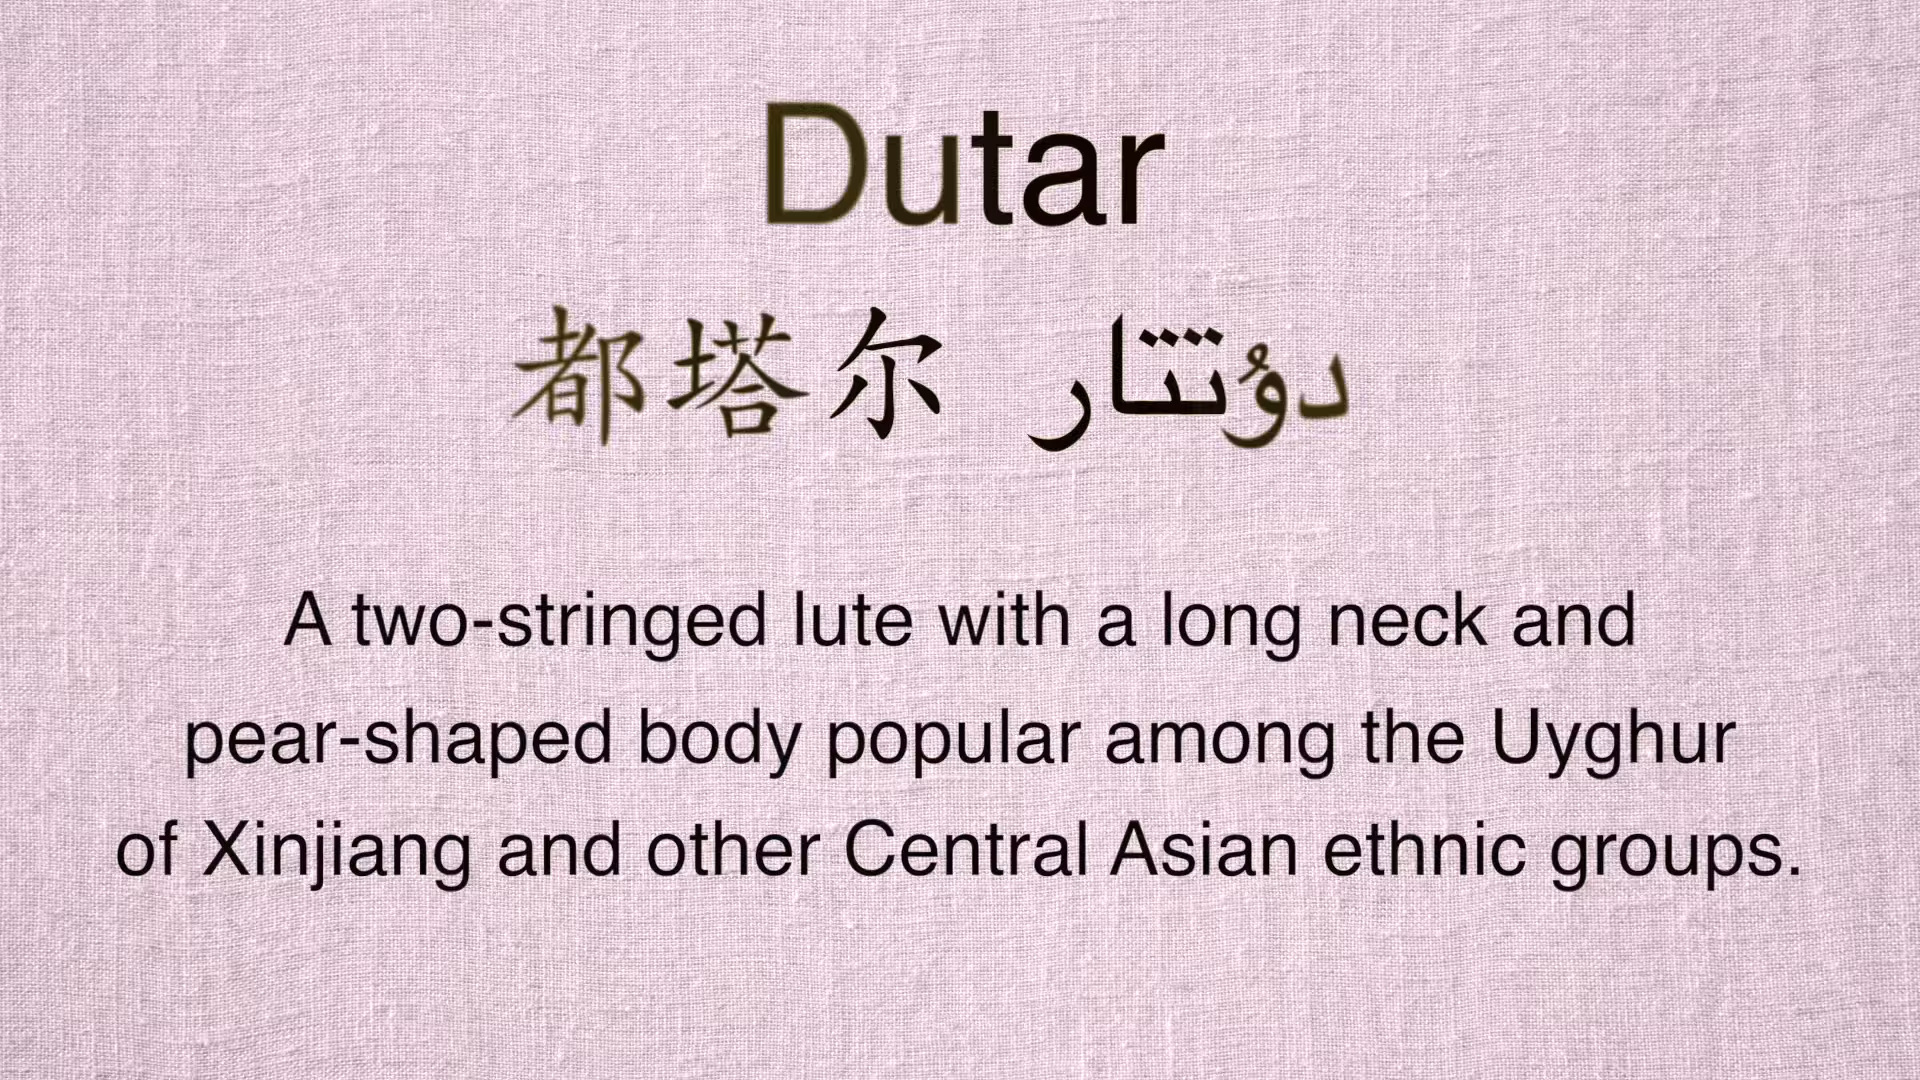 Dutar
都塔尔 دۇتتار
A two-stringed lute with a long neck and
pear-shaped body popular among the Uyghur
of Xinjiang and other Central Asian ethnic groups.